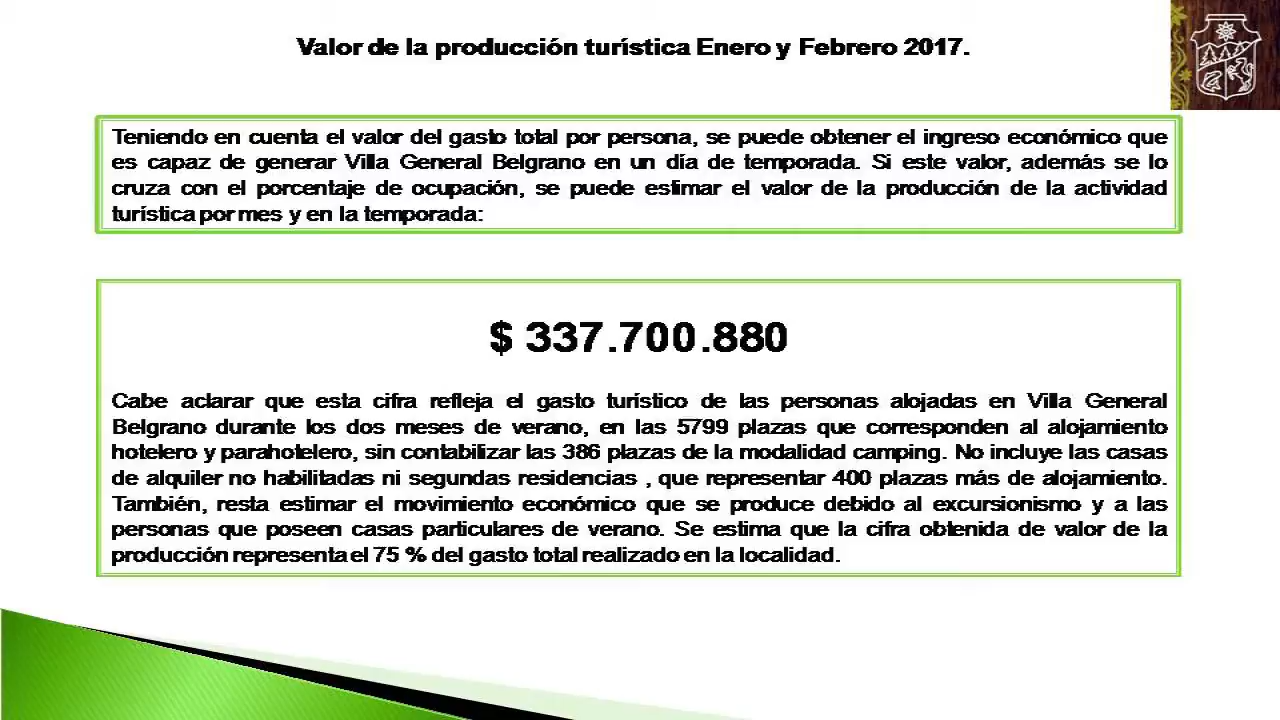 Valor de la producción turística Enero y Febrero 2017.
Teniendo en cuenta el valor del gasto total por persona, se puede obtener el ingreso económico que
es capaz de generar Villa General Belgrano en un día de temporada. Si este valor, además se lo
cruza con el porcentaje de ocupación, se puede estimar el valor de la producción de la actividad
turística por mes y en la temporada:
$ 337.700.880
Cabe aclarar que esta cifra refleja el gasto turístico de las personas alojadas en Villa General
Belgrano durante los dos meses de verano, en las 5799 plazas que corresponden al alojamiento
hotelero y parahotelero, sin contabilizar las 386 plazas de la modalidad camping. No incluye las casas
de alquiler no habilitadas ni segundas residencias , que representar 400 plazas más de alojamiento.
También, resta estimar el movimiento económico que se produce debido al excursionismo y a las
personas que poseen casas particulares de verano. Se estima que la cifra obtenida de valor de la
producción representa el 75 % del gasto total realizado en la localidad.